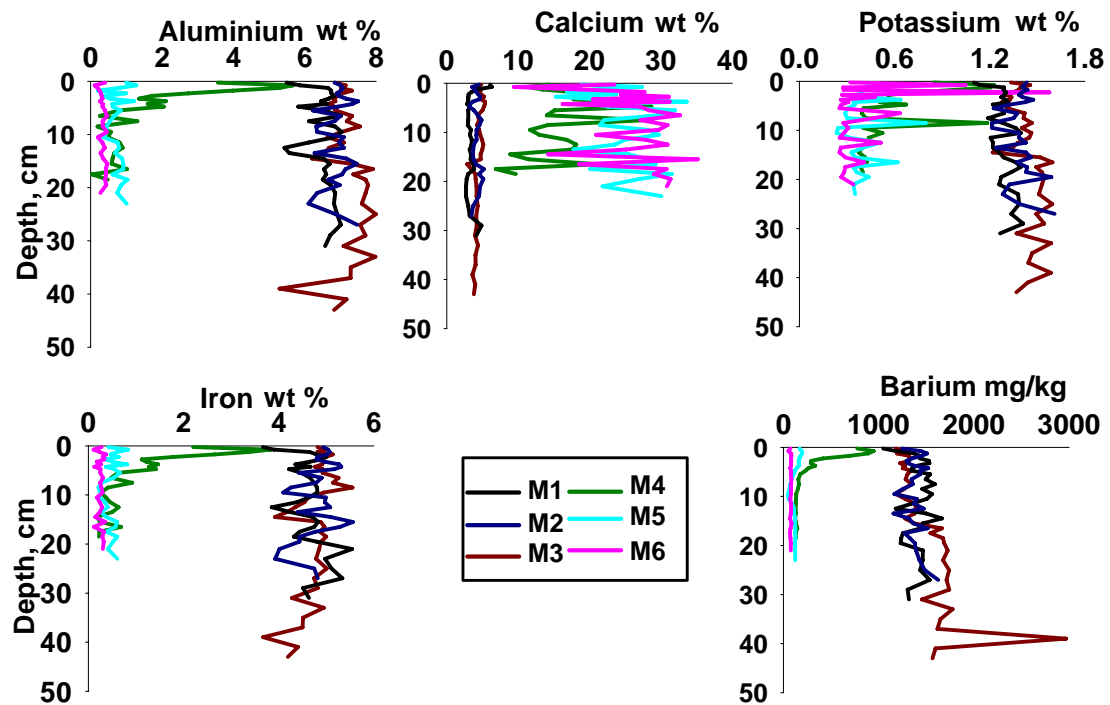 Aluminium wt %
0 2 4 6 8
Calcium wt %
0 10 20 30 40
Potassium wt %
0.0 0.6 1.2 1.8
Depth, cm
0
10
20
30
40
50
0
10
20
30
40
50
0
10
20
30
40
50
Iron wt %
0 2 4 6
Barium mg/kg
0 1000 2000 3000
Depth, cm
0
10
20
30
40
50
M1 M4
M2 M5
M3 M6
0
10
20
30
40
50